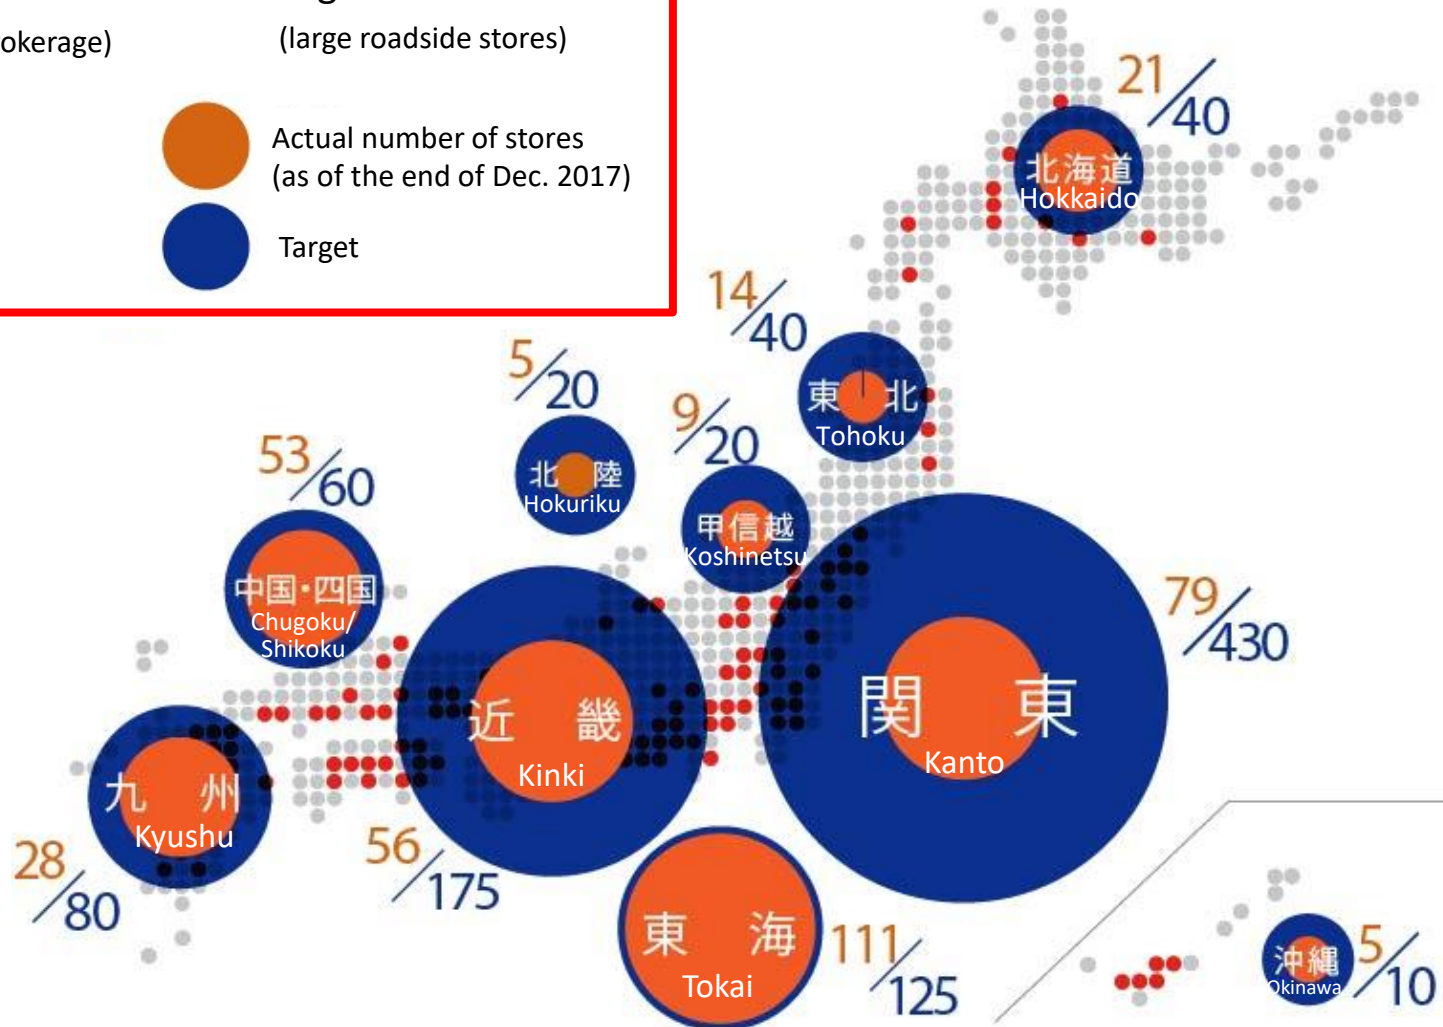 okerage)
(large roadside stores)
Actual number of stores
(as of the end of Dec. 2017)
Target
21/40
北海道
Hokkaido
14/40
東北
Tohoku
5/20
北陸
Hokuriku
9/20
甲信越
Koshinetsu
53/60
中国・四国
Chugoku/
Shikoku
79/430
関東
Kanto
近畿
Kinki
56/175
九州
Kyushu
28/80
東海
Tokai
111/125
沖縄
Okinawa
5/10